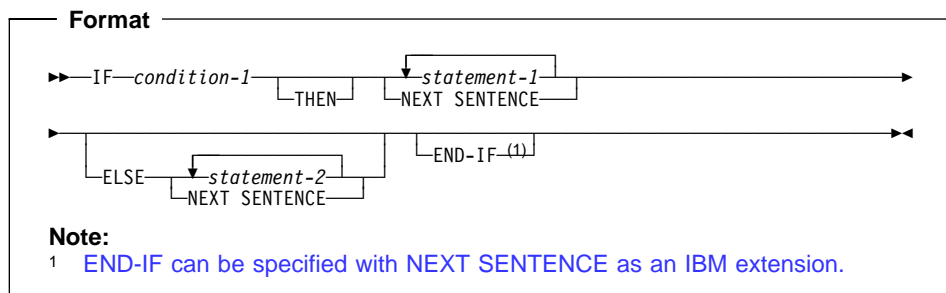 Format
IF condition-1 THEN statement-1 NEXT SENTENCE
ELSE statement-2 NEXT SENTENCE END-IF (1)
Note:
1 END-IF can be specified with NEXT SENTENCE as an IBM extension.